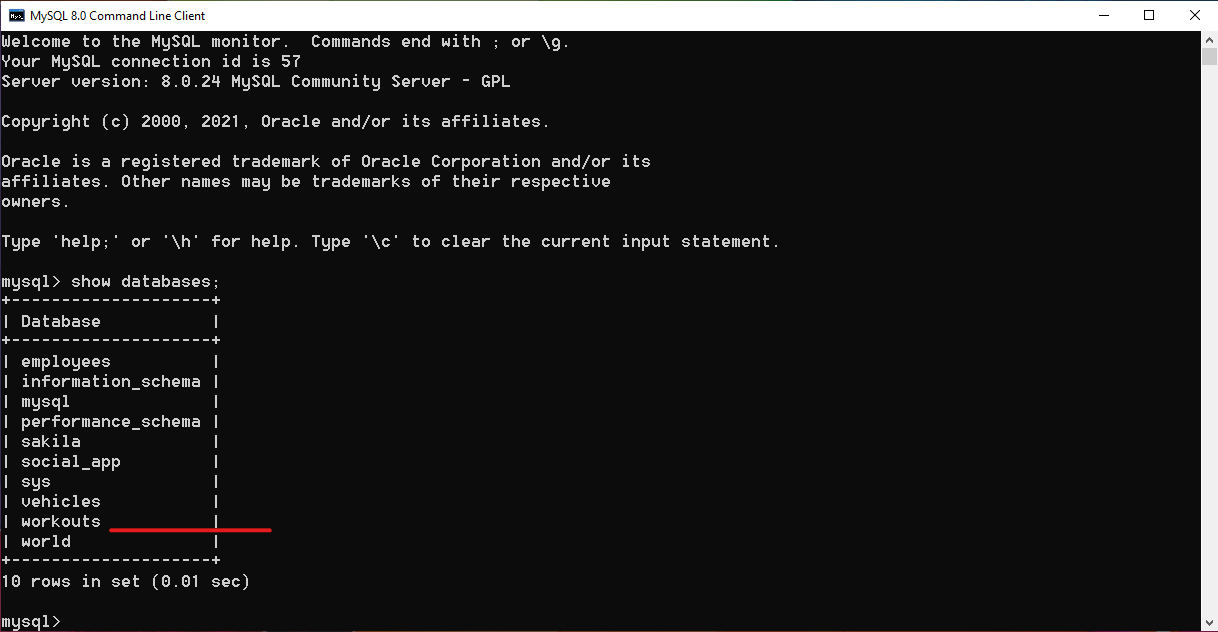 MySQL 8.0 Command Line Client
Welcome to the MySQL monitor.  Commands end with ; or \g.
Your MySQL connection id is 57
Server version: 8.0.24 MySQL Community Server - GPL
Copyright (c) 2000, 2021, Oracle and/or its affiliates.
Oracle is a registered trademark of Oracle Corporation and/or its
affiliates. Other names may be trademarks of their respective
owners.
Type 'help;' or '\h' for help. Type '\c' to clear the current input statement.
mysql> show databases;
+--------------------+
| Database           |
+--------------------+
| employees          |
| information_schema |
| mysql              |
| performance_schema |
| sakila             |
| social_app         |
| sys                |
| vehicles           |
| workouts           |
| world              |
+--------------------+
10 rows in set (0.01 sec)
mysql>